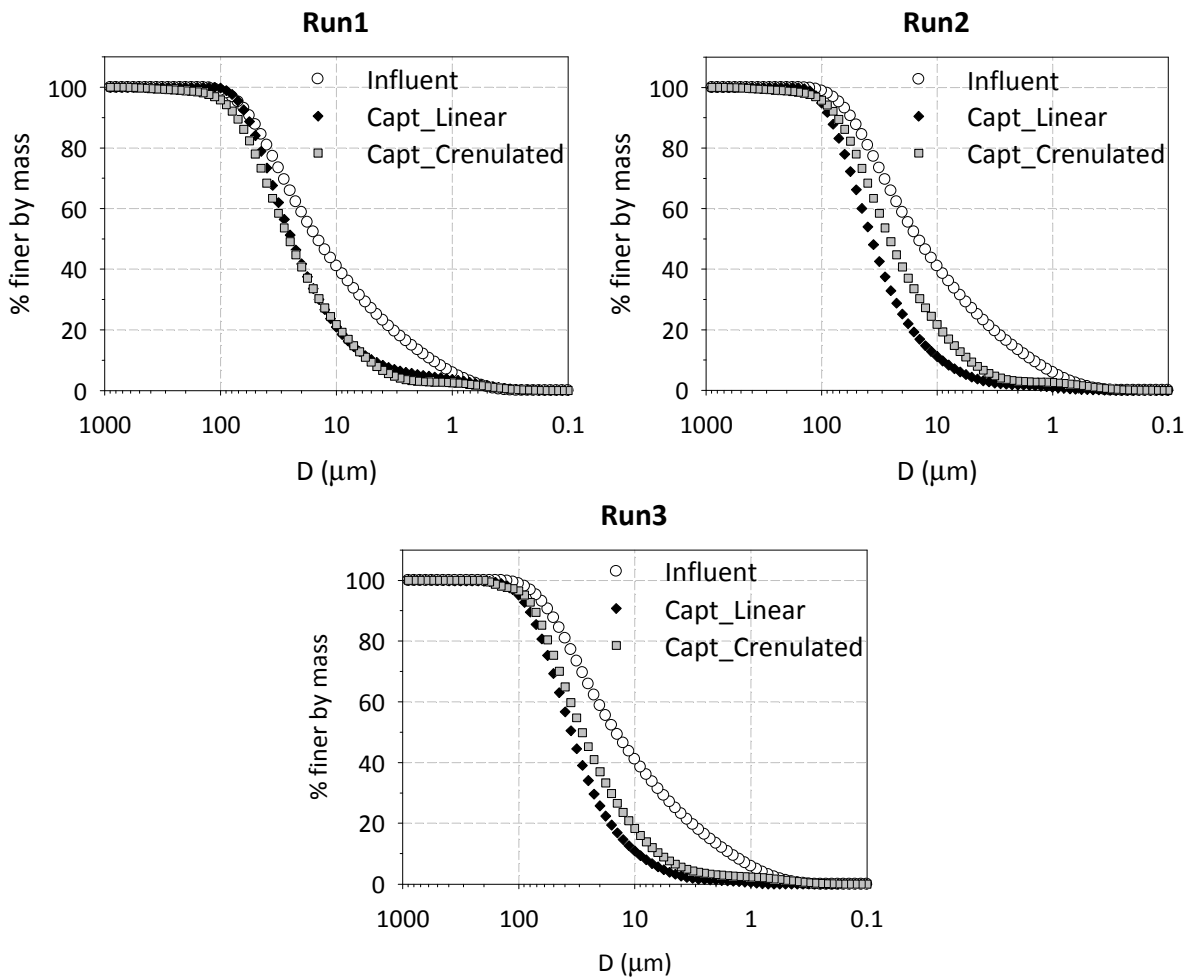 Run1
Influent
Capt_Linear
Capt_Crenulated
% finer by mass
100
80
60
40
20
0
1000 100 10 1 0.1
D (μm)
Run2
Influent
Capt_Linear
Capt_Crenulated
% finer by mass
100
80
60
40
20
0
1000 100 10 1 0.1
D (μm)
Run3
Influent
Capt_Linear
Capt_Crenulated
% finer by mass
100
80
60
40
20
0
1000 100 10 1 0.1
D (μm)